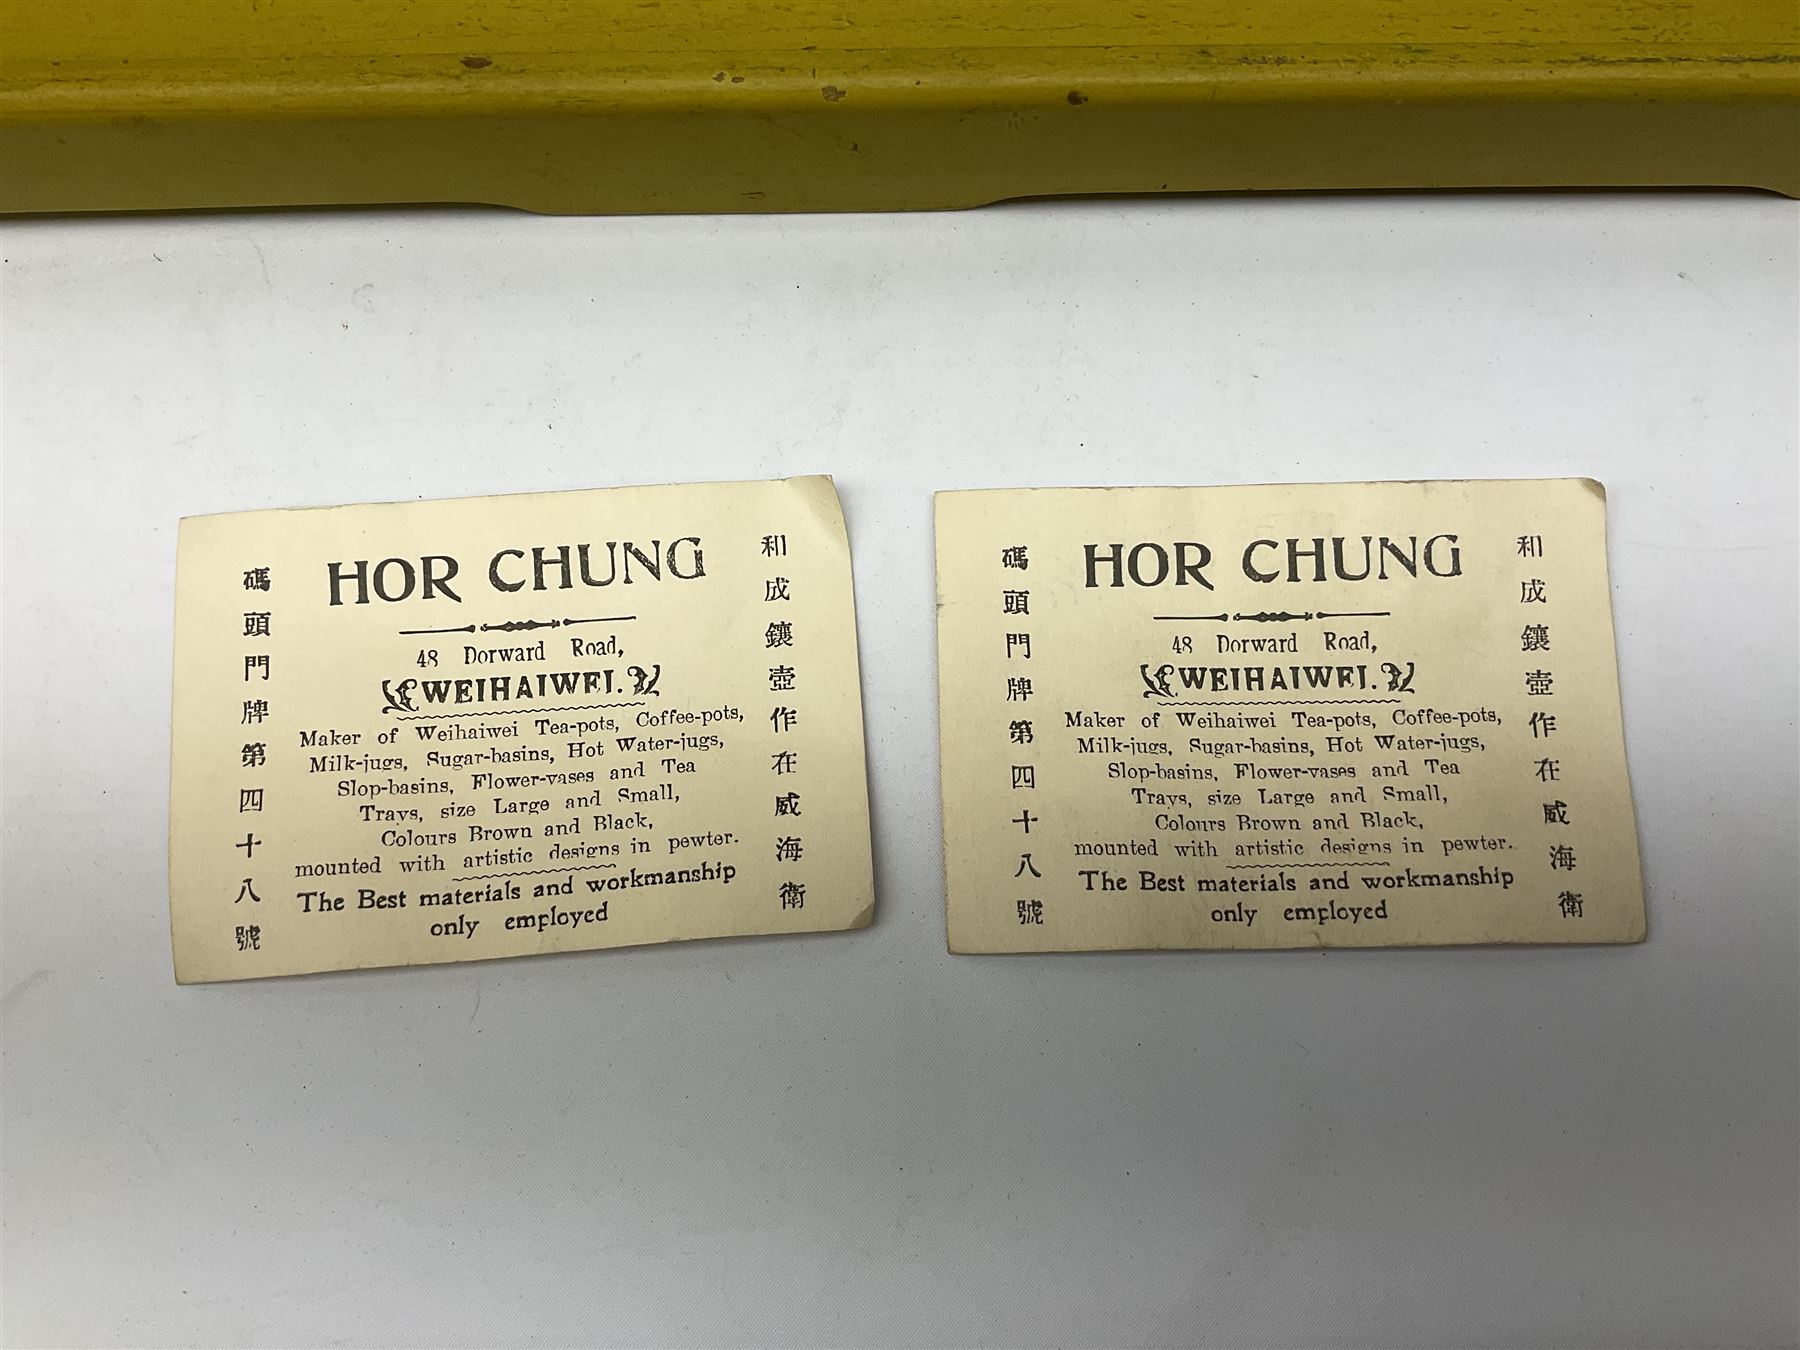 HOR CHUNG
48 Dorward Road,
WEIHAIWEI.
Maker of Weihaiwei Tea-pots, Coffee-pots,
Milk-jugs, Sugar-basins, Hot Water-jugs,
Slop-basins, Flower-vases and Tea
Trays, size Large and Small,
Colours Brown and Black,
mounted with artistic designs in pewter.
The Best materials and workmanship
only employed
和成鑲壺作在威海衛
碼頭門牌第四十八號
HOR CHUNG
48 Dorward Road,
WEIHAIWEI.
Maker of Weihaiwei Tea-pots, Coffee-pots,
Milk-jugs, Sugar-basins, Hot Water-jugs,
Slop-basins, Flower-vases and Tea
Trays, size Large and Small,
Colours Brown and Black,
mounted with artistic designs in pewter.
The Best materials and workmanship
only employed
和成鑲壺作在威海衛
碼頭門牌第四十八號